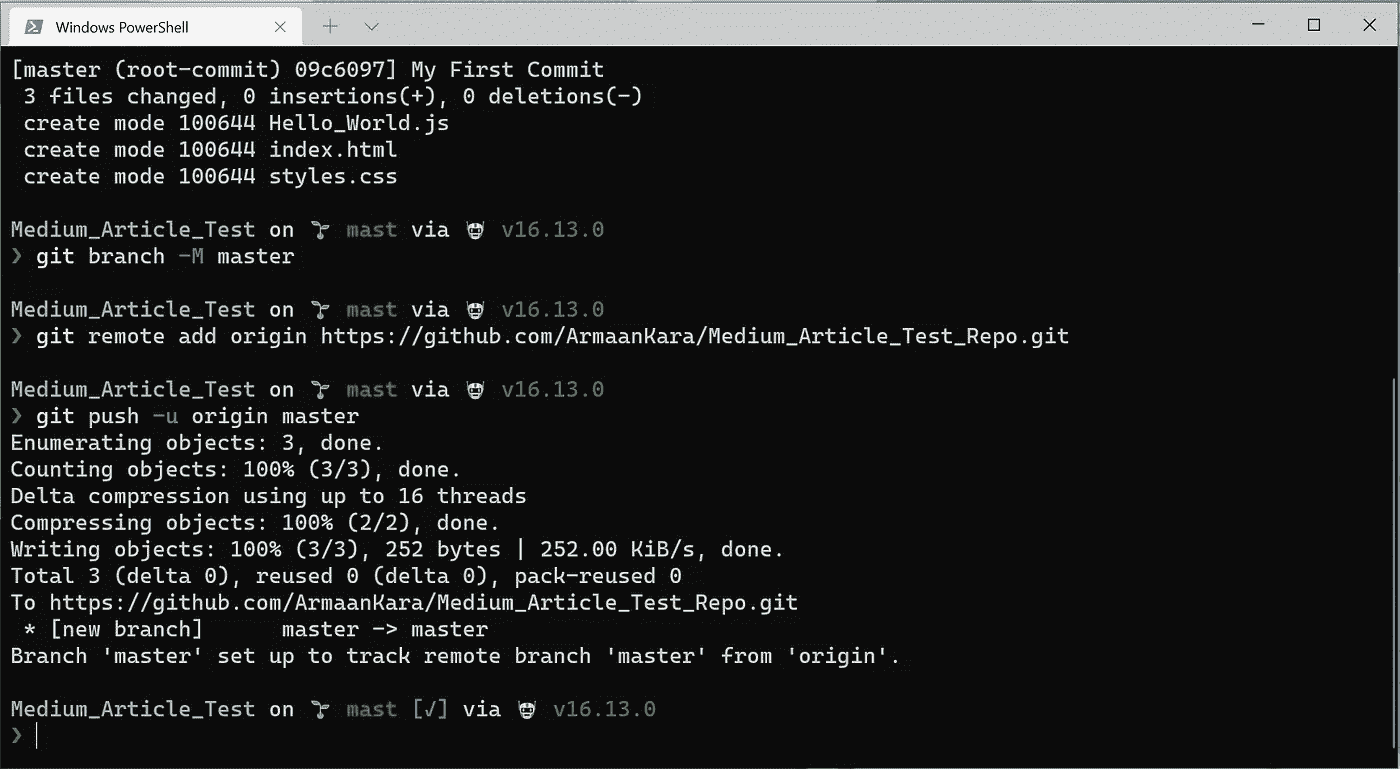 Windows PowerShell
[master (root-commit) 09c6097] My First Commit
 3 files changed, 0 insertions(+), 0 deletions(-)
 create mode 100644 Hello_World.js
 create mode 100644 index.html
 create mode 100644 styles.css
Medium_Article_Test on mast via v16.13.0
❯ git branch -M master
Medium_Article_Test on mast via v16.13.0
❯ git remote add origin https://github.com/ArmaanKara/Medium_Article_Test_Repo.git
Medium_Article_Test on mast via v16.13.0
❯ git push -u origin master
Enumerating objects: 3, done.
Counting objects: 100% (3/3), done.
Delta compression using up to 16 threads
Compressing objects: 100% (2/2), done.
Writing objects: 100% (3/3), 252 bytes | 252.00 KiB/s, done.
Total 3 (delta 0), reused 0 (delta 0), pack-reused 0
To https://github.com/ArmaanKara/Medium_Article_Test_Repo.git
 * [new branch]      master -> master
Branch 'master' set up to track remote branch 'master' from 'origin'.
Medium_Article_Test on mast [√] via v16.13.0
❯